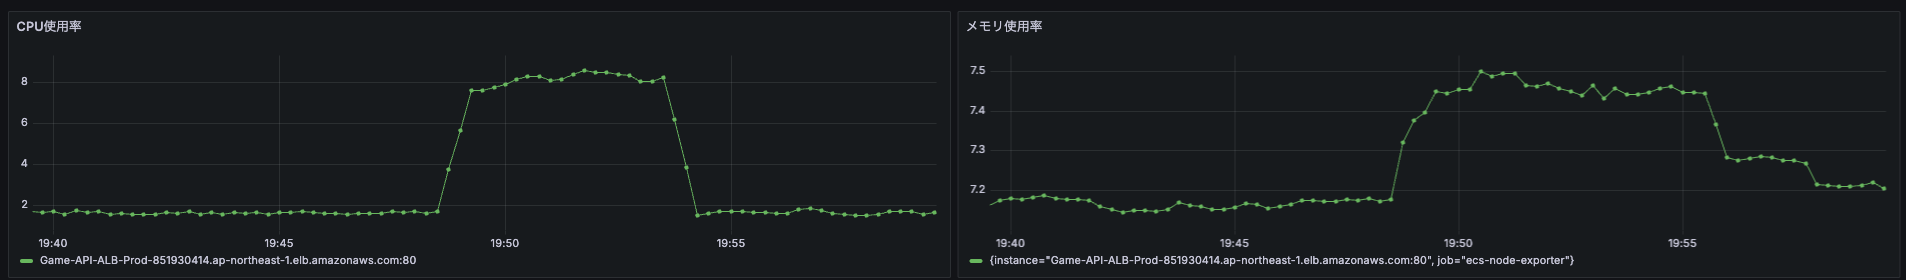 CPU使用率
8
6
4
2
19:40 19:45 19:50 19:55
Game-API-ALB-Prod-851930414.ap-northeast-1.elb.amazonaws.com:80
メモリ使用率
7.5
7.4
7.3
7.2
19:40 19:45 19:50 19:55
{instance="Game-API-ALB-Prod-851930414.ap-northeast-1.elb.amazonaws.com:80", job="ecs-node-exporter"}